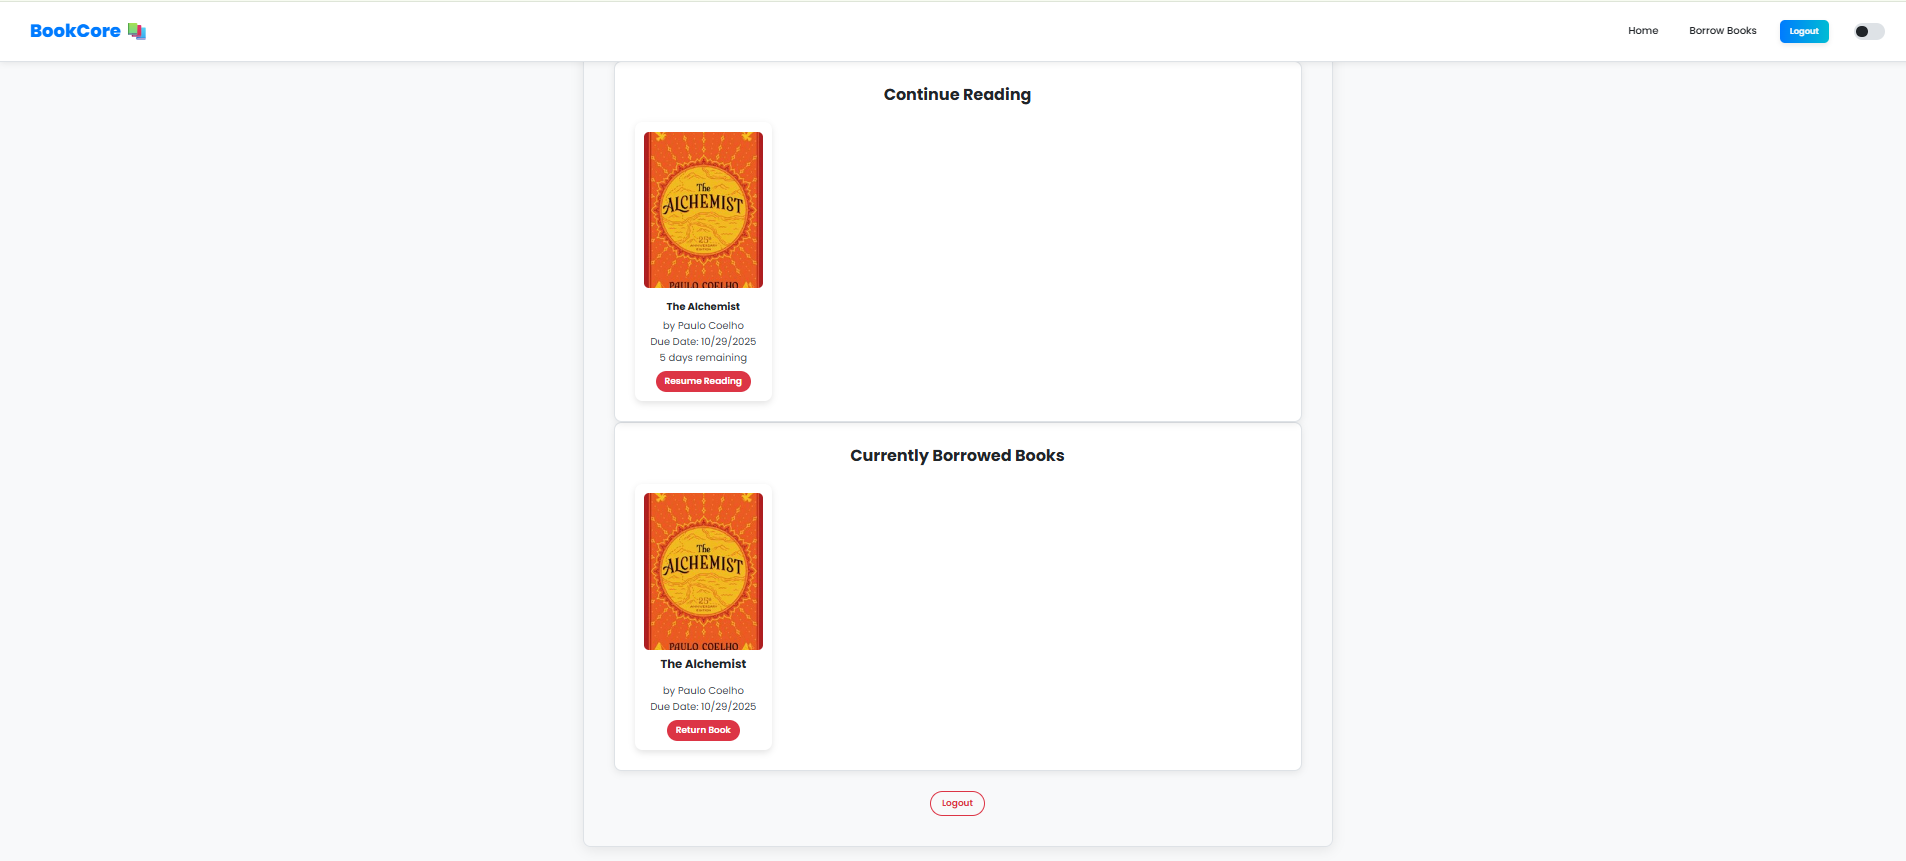 BookCore
Home
Borrow Books
Logout
Continue Reading
The
ALCHEMIST
25
PAULO COELHO
The Alchemist
by Paulo Coelho
Due Date: 10/29/2025
5 days remaining
Resume Reading
Currently Borrowed Books
The
ALCHEMIST
25
PAULO COELHO
The Alchemist
by Paulo Coelho
Due Date: 10/29/2025
Return Book
Logout